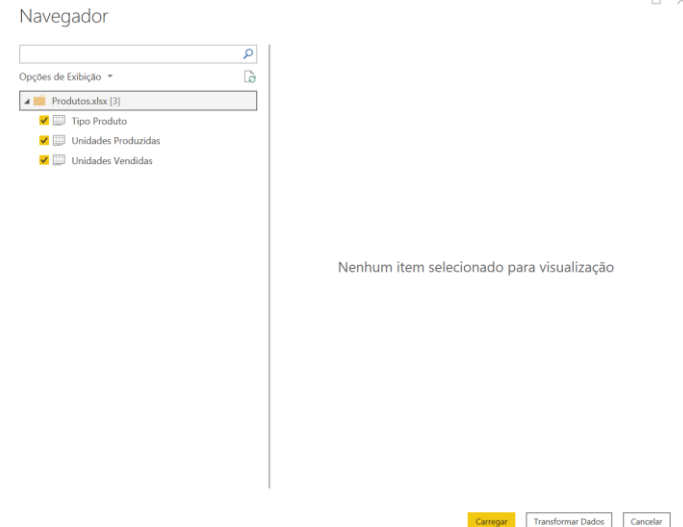 Navegador
Opções de Exibição
Produtos.xlsx [3]
Tipo Produto
Unidades Produzidas
Unidades Vendidas
Nenhum item selecionado para visualização
Carregar
Transformar Dados
Cancelar